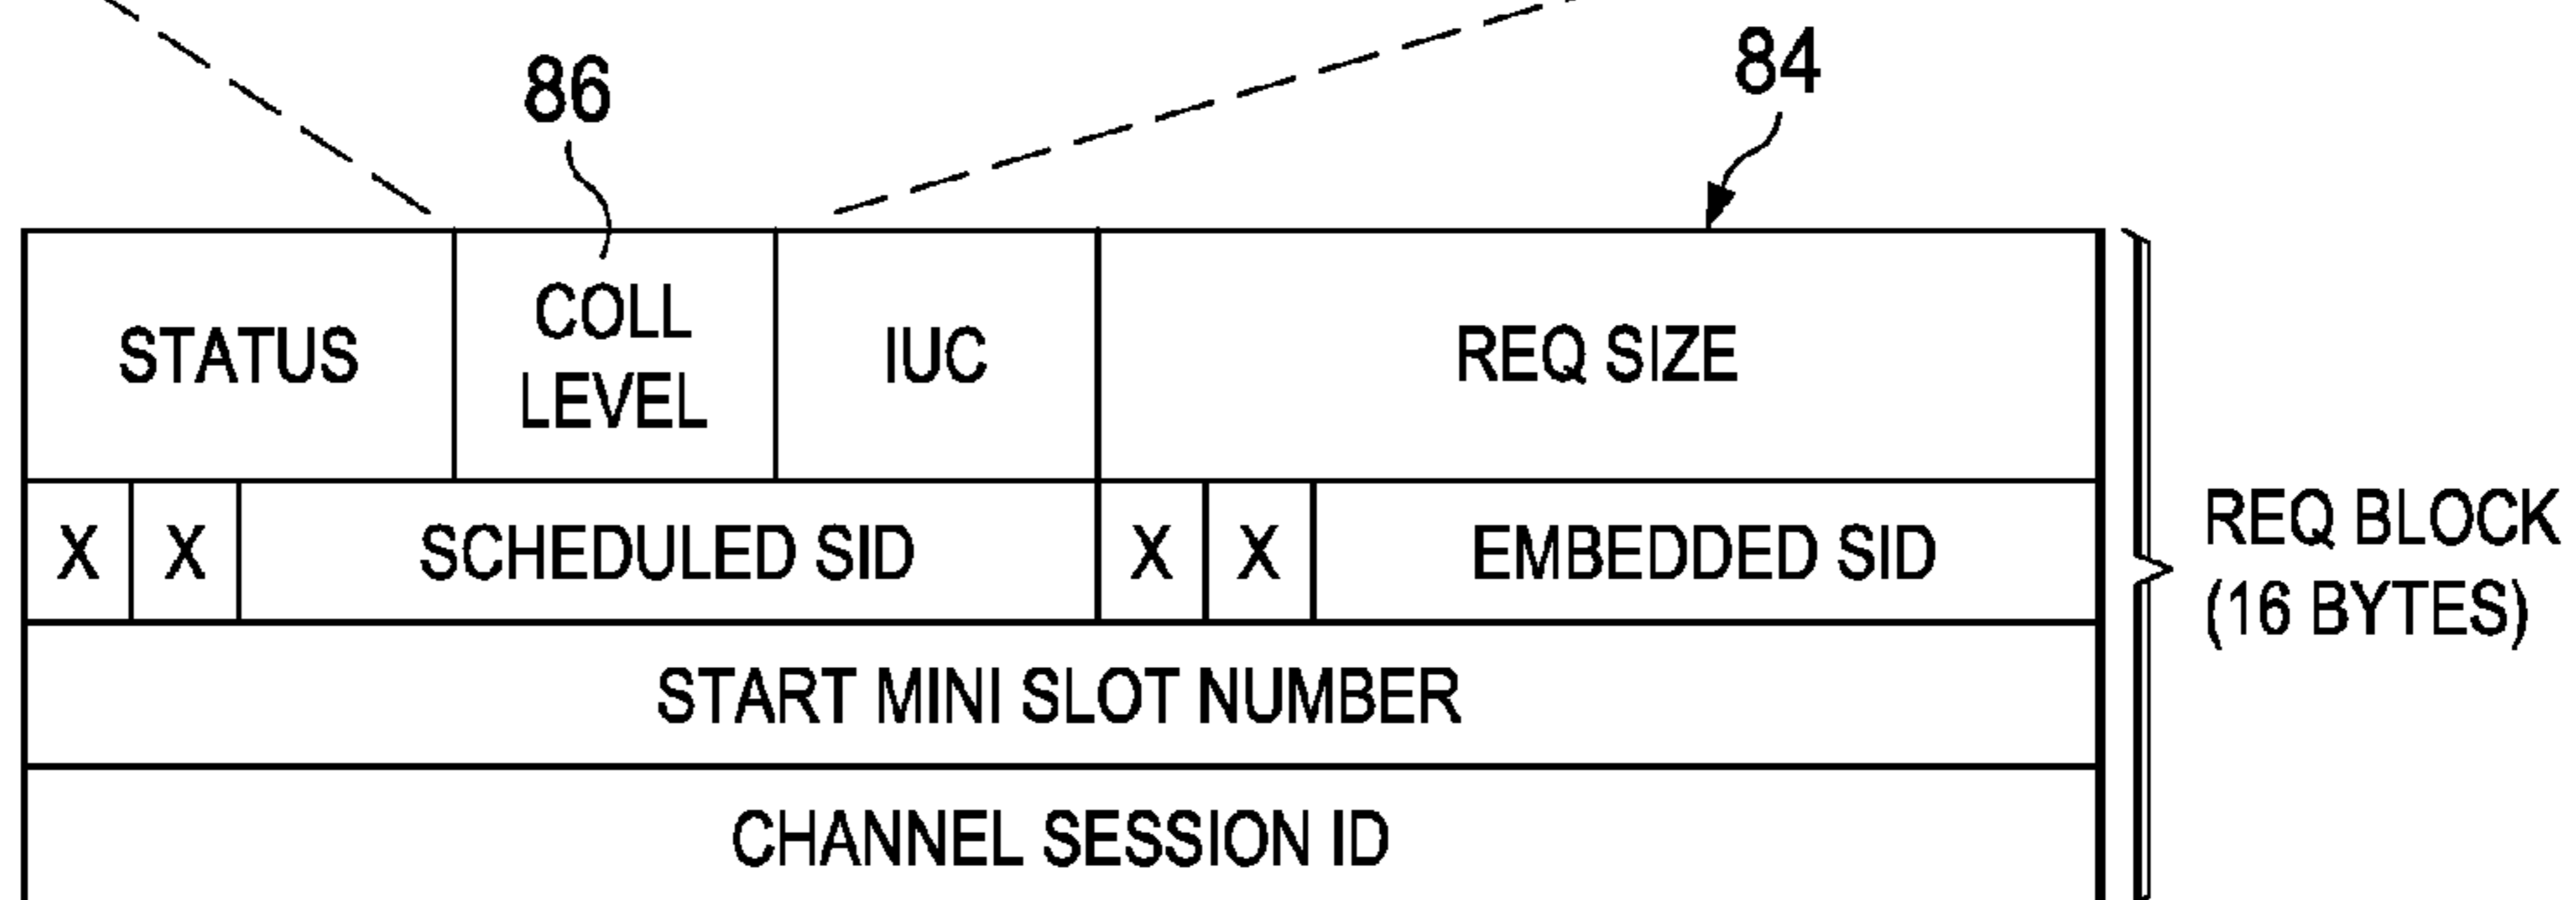 86
84
STATUS
COLL
LEVEL
IUC
REQ SIZE
X X SCHEDULED SID X X EMBEDDED SID
START MINI SLOT NUMBER
CHANNEL SESSION ID
REQ BLOCK
(16 BYTES)